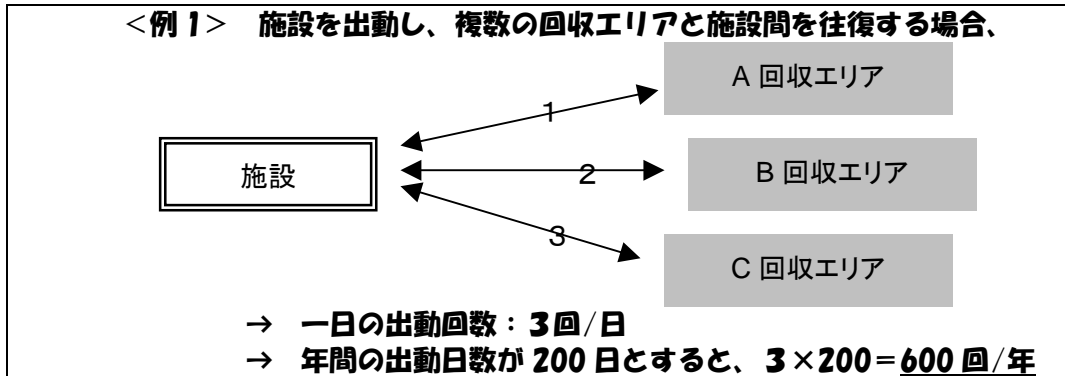 <例1> 施設を出動し、複数の回収エリアと施設間を往復する場合、
A 回収エリア
1
施設
2
B 回収エリア
3
C 回収エリア
→ 一日の出動回数：3回/日
→ 年間の出動日数が 200 日とすると、3×200＝600 回/年